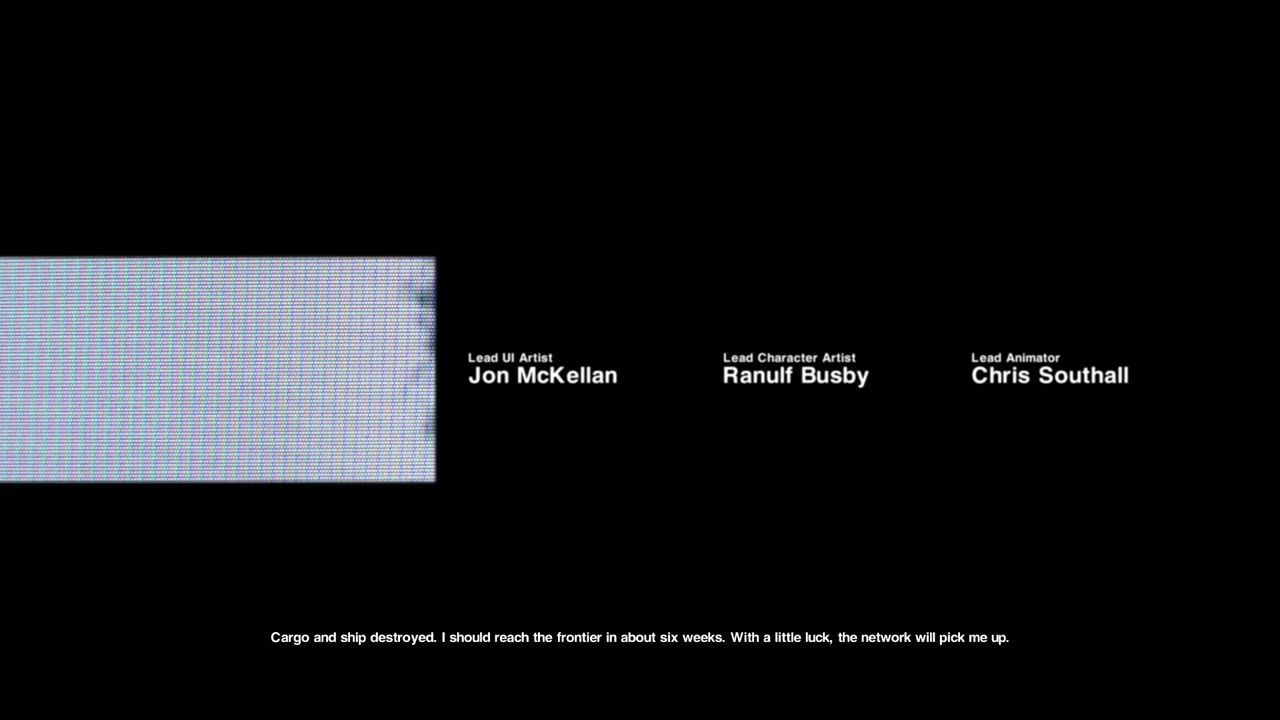 Lead UI Artist
Jon McKellan
Lead Character Artist
Ranulf Busby
Lead Animator
Chris Southall
Cargo and ship destroyed. I should reach the frontier in about six weeks. With a little luck, the network will pick me up.